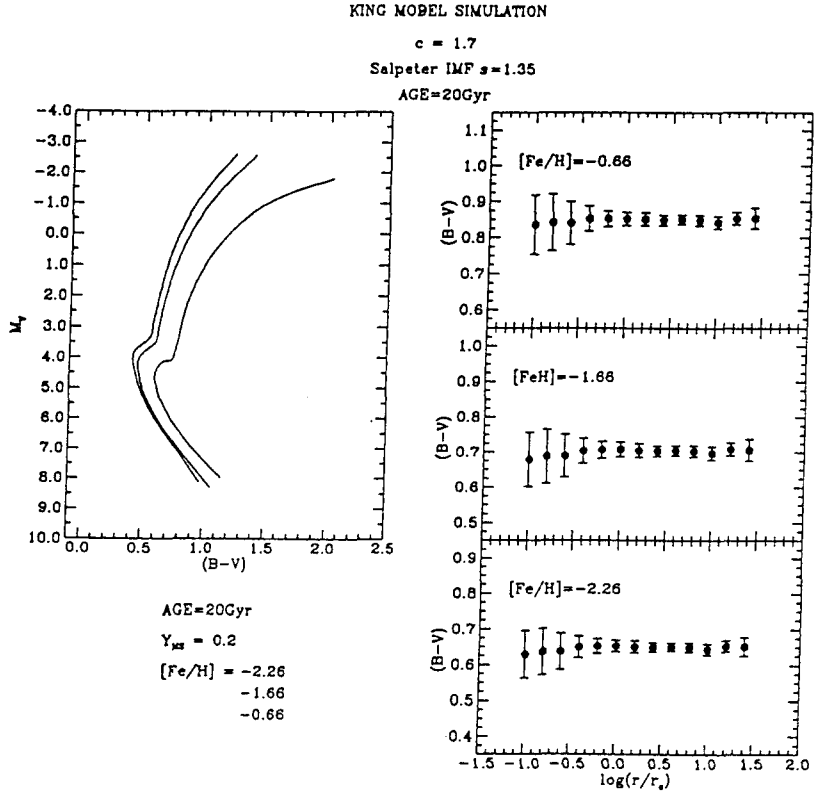 KING MODEL SIMULATION
c = 1.7
Salpeter IMF s=1.35
AGE=20Gyr
-4.0
-3.0
-2.0
-1.0
0.0
1.0
2.0
3.0
4.0
5.0
6.0
7.0
8.0
9.0
10.0
M_V
0.0 0.5 1.0 1.5 2.0 2.5
(B-V)
AGE=20Gyr
Y_MS = 0.2
[Fe/H] = -2.26
-1.66
-0.66
1.1
1.0
0.9
0.8
0.7
0.6
(B-V)
[Fe/H]=-0.66
1.0
0.9
0.8
0.7
0.6
0.5
(B-V)
[FeH]=-1.66
0.9
0.8
0.7
0.6
0.5
0.4
(B-V)
[Fe/H]=-2.26
-1.5 -1.0 -0.5 0.0 0.5 1.0 1.5 2.0
log(r/r_c)